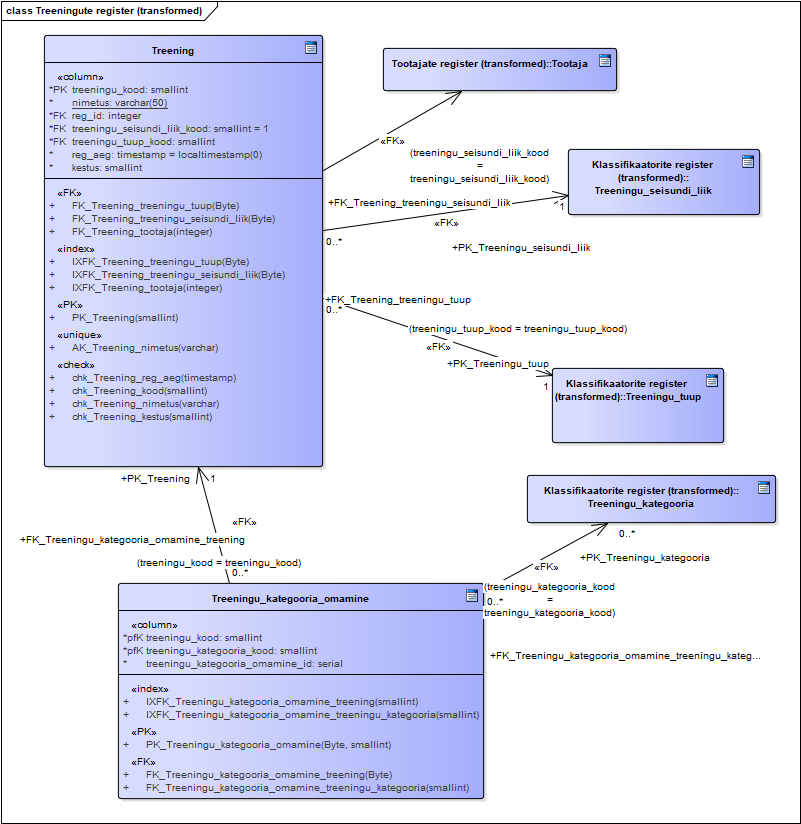 class Treeningute register (transformed)
Treening
«column»
*PK treeningu_kood: smallint
* nimetus: varchar(50)
*FK reg_id: integer
*FK treeningu_seisundi_liik_kood: smallint = 1
*FK treeningu_tuup_kood: smallint
* reg_aeg: timestamp = localtimestamp(0)
* kestus: smallint
«FK»
+ FK_Treening_treeningu_tuup(Byte)
+ FK_Treening_treeningu_seisundi_liik(Byte)
+ FK_Treening_tootaja(integer)
«index»
+ IXFK_Treening_treeningu_tuup(Byte)
+ IXFK_Treening_treeningu_seisundi_liik(Byte)
+ IXFK_Treening_tootaja(integer)
«PK»
+ PK_Treening(smallint)
«unique»
+ AK_Treening_nimetus(varchar)
«check»
+ chk_Treening_reg_aeg(timestamp)
+ chk_Treening_kood(smallint)
+ chk_Treening_nimetus(varchar)
+ chk_Treening_kestus(smallint)
Tootajate register (transformed)::Tootaja
«FK»
(treeningu_seisundi_liik_kood
=
treeningu_seisundi_liik_kood)
Klassifikaatorite register
(transformed)::
Treeningu_seisundi_liik
+FK_Treening_treeningu_seisundi_liik
1
«FK»
0..*
+PK_Treeningu_seisundi_liik
+FK_Treening_treeningu_tuup
0..*
(treeningu_tuup_kood = treeningu_tuup_kood)
«FK»
+PK_Treeningu_tuup
1
Klassifikaatorite register
(transformed)::Treeningu_tuup
+PK_Treening
1
«FK»
+FK_Treeningu_kategooria_omamine_treening
(treeningu_kood = treeningu_kood)
0..*
Klassifikaatorite register (transformed)::
Treeningu_kategooria
0..*
+PK_Treeningu_kategooria
«FK»
(treeningu_kategooria_kood
0..*
=
treeningu_kategooria_kood)
+FK_Treeningu_kategooria_omamine_treeningu_kateg...
Treeningu_kategooria_omamine
«column»
*pfK treeningu_kood: smallint
*pfK treeningu_kategooria_kood: smallint
* treeningu_kategooria_omamine_id: serial
«index»
+ IXFK_Treeningu_kategooria_omamine_treening(smallint)
+ IXFK_Treeningu_kategooria_omamine_treeningu_kategooria(smallint)
«PK»
+ PK_Treeningu_kategooria_omamine(Byte, smallint)
«FK»
+ FK_Treeningu_kategooria_omamine_treening(Byte)
+ FK_Treeningu_kategooria_omamine_treeningu_kategooria(smallint)